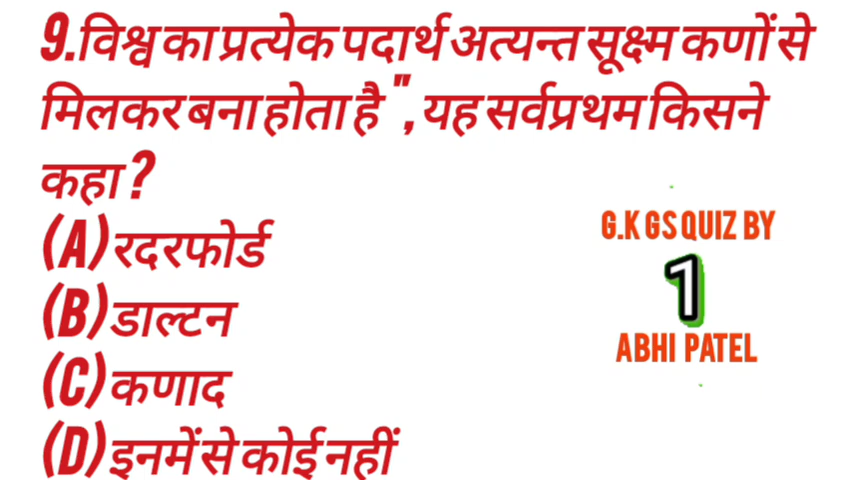 9.विश्व का प्रत्येक पदार्थ अत्यन्त सूक्ष्म कणों से
मिलकर बना होता है ", यह सर्वप्रथम किसने
कहा ?
(A) रदरफोर्ड
(B) डाल्टन
(C) कणाद
(D) इनमें से कोई नहीं
G.K GS QUIZ BY
1
ABHI PATEL